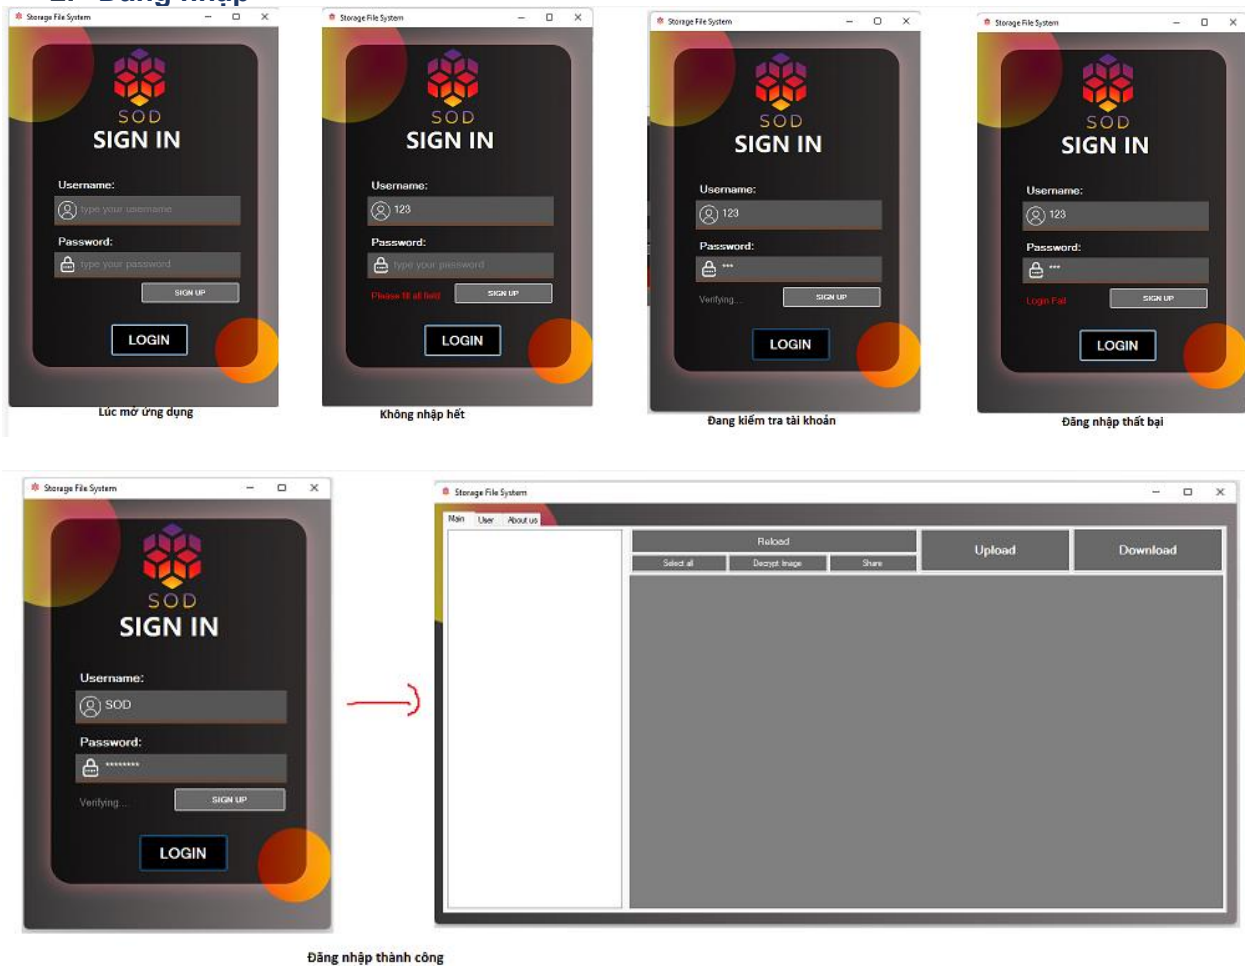 Đăng nhập
Storage File System
SOD
SIGN IN
Username:
type your username
Password:
type your password
SIGN UP
LOGIN
Lúc mở ứng dụng
Storage File System
SOD
SIGN IN
Username:
123
Password:
type your password
Please fill all field
SIGN UP
LOGIN
Không nhập hết
Storage File System
SOD
SIGN IN
Username:
123
Password:
***
Verifying...
SIGN UP
LOGIN
Đang kiểm tra tài khoản
Storage File System
SOD
SIGN IN
Username:
123
Password:
***
Login Fail
SIGN UP
LOGIN
Đăng nhập thất bại
Storage File System
SOD
SIGN IN
Username:
SOD
Password:
********
Verifying...
SIGN UP
LOGIN
Storage File System
Main User About us
Reload
Select all Decrypt Image Share
Upload
Download
Đăng nhập thành công